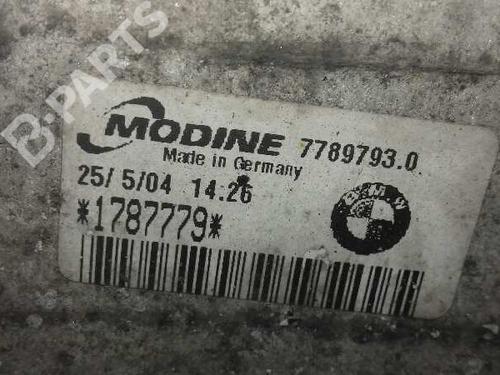 B-PARTS
MODINE 7789793.0
Made in Germany
25/ 5/04 14:26
*1787779*
BMW